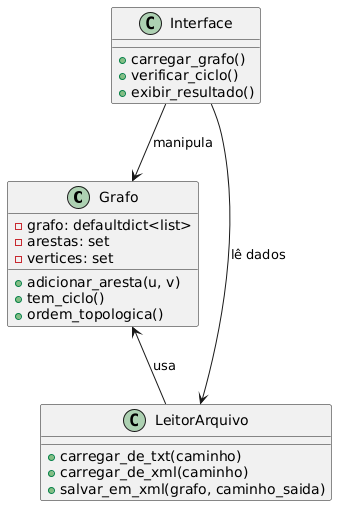 C Interface
carregar_grafo()
verificar_ciclo()
exibir_resultado()
manipula
C Grafo
grafo: defaultdict<list>
arestas: set
vertices: set
adicionar_aresta(u, v)
tem_ciclo()
ordem_topologica()
lê dados
usa
C LeitorArquivo
carregar_de_txt(caminho)
carregar_de_xml(caminho)
salvar_em_xml(grafo, caminho_saida)